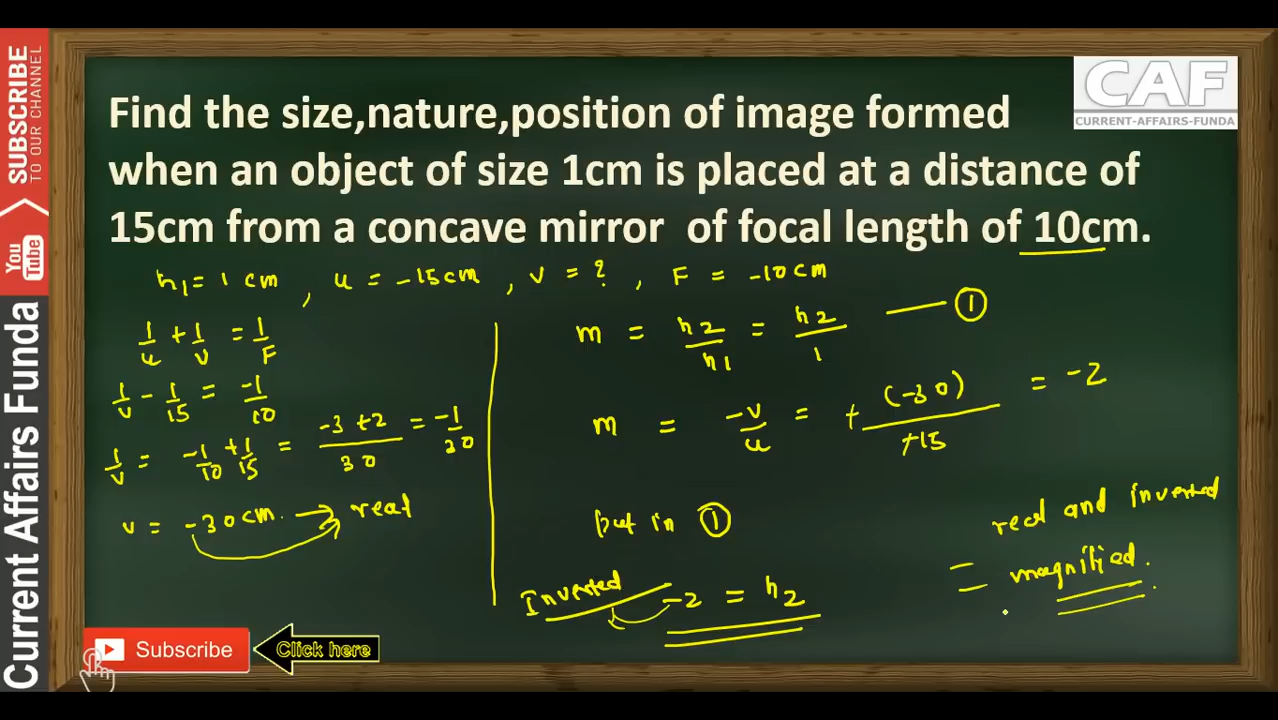 SUBSCRIBE
TO OUR CHANNEL
You
Tube
Current Affairs Funda
CAF
CURRENT-AFFAIRS-FUNDA
Find the size,nature,position of image formed
when an object of size 1cm is placed at a distance of
15cm from a concave mirror of focal length of 10cm.
h1 = 1 cm , u = -15cm , v = ? , F = -10cm
1/u + 1/v = 1/F
1/v - 1/15 = -1/10
1/v = -1/10 + 1/15 = -3+2/30 = -1/30
v = -30cm. → real
m = h2/h1 = h2/1 — ①
m = -v/u = +(-30)/+15 = -2
put in ①
Inverted -2 = h2
real and inverted
= magnified.
Subscribe
Click here